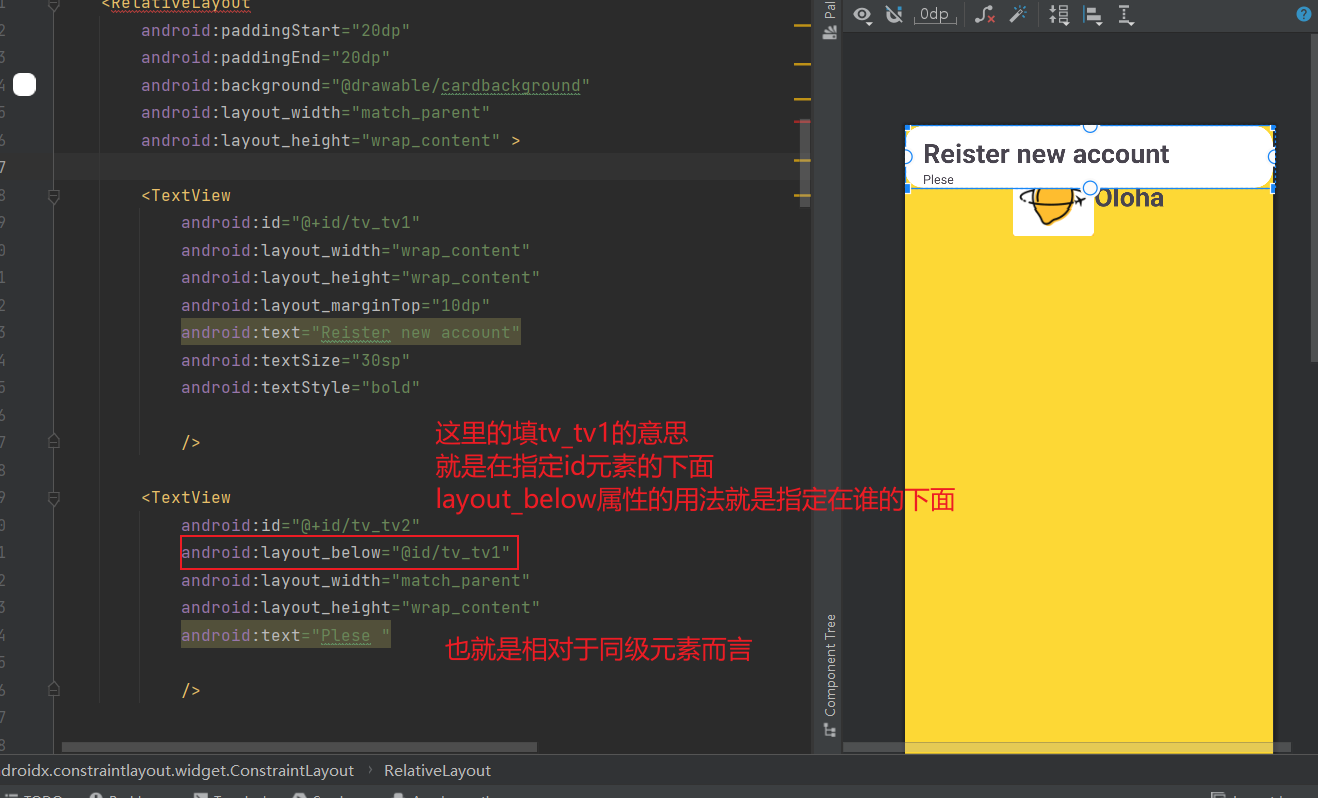 <RelativeLayout
android:paddingStart="20dp"
android:paddingEnd="20dp"
android:background="@drawable/cardbackground"
android:layout_width="match_parent"
android:layout_height="wrap_content" >
<TextView
android:id="@+id/tv_tv1"
android:layout_width="wrap_content"
android:layout_height="wrap_content"
android:layout_marginTop="10dp"
android:text="Reister new account"
android:textSize="30sp"
android:textStyle="bold"
/>
这里的填tv_tv1的意思
就是在指定id元素的下面
layout_below属性的用法就是指定在谁的下面
<TextView
android:id="@+id/tv_tv2"
android:layout_below="@id/tv_tv1"
android:layout_width="match_parent"
android:layout_height="wrap_content"
android:text="Plese "
也就是相对于同级元素而言
/>
droidx.constraintlayout.widget.ConstraintLayout › RelativeLayout
Pal
Component Tree
0dp
?
Reister new account
Plese
Oloha